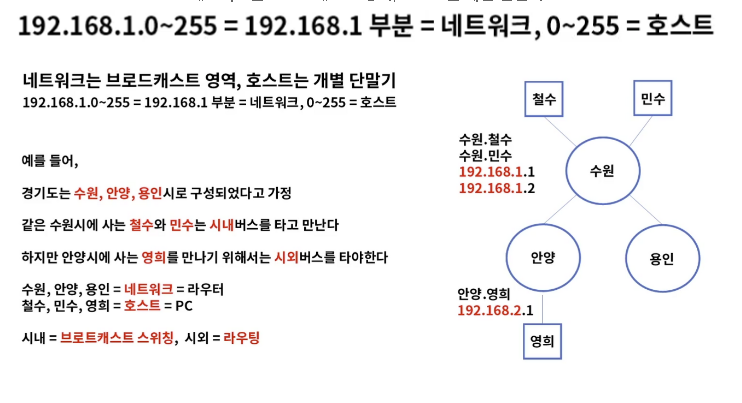 192.168.1.0~255 = 192.168.1 부분 = 네트워크, 0~255 = 호스트
네트워크는 브로드캐스트 영역, 호스트는 개별 단말기
192.168.1.0~255 = 192.168.1 부분 = 네트워크, 0~255 = 호스트
예를 들어,
경기도는 수원, 안양, 용인시로 구성되었다고 가정
같은 수원시에 사는 철수와 민수는 시내버스를 타고 만난다
하지만 안양시에 사는 영희를 만나기 위해서는 시외버스를 타야한다
수원, 안양, 용인 = 네트워크 = 라우터
철수, 민수, 영희 = 호스트 = PC
시내 = 브로트캐스트 스위칭, 시외 = 라우팅
철수
민수
수원.철수
수원.민수
192.168.1.1
192.168.1.2
수원
안양
용인
안양.영희
192.168.2.1
영희